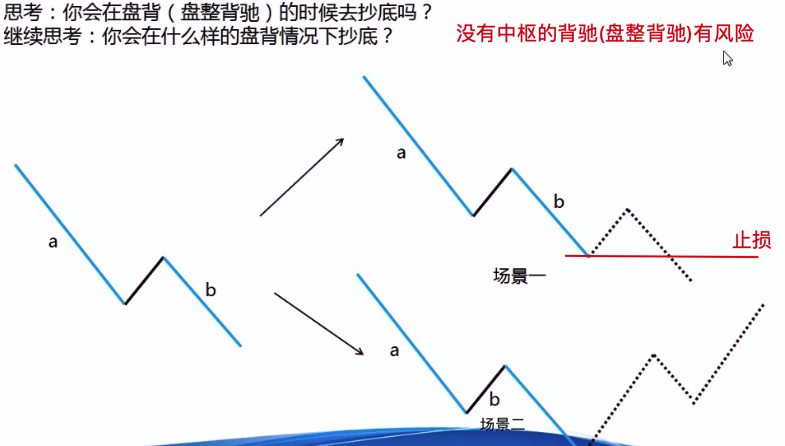 思考：你会在盘背（盘整背驰）的时候去抄底吗？
继续思考：你会在什么样的盘背情况下抄底？
没有中枢的背驰(盘整背驰)有风险
a
b
a
b
止损
场景一
a
b
场景二